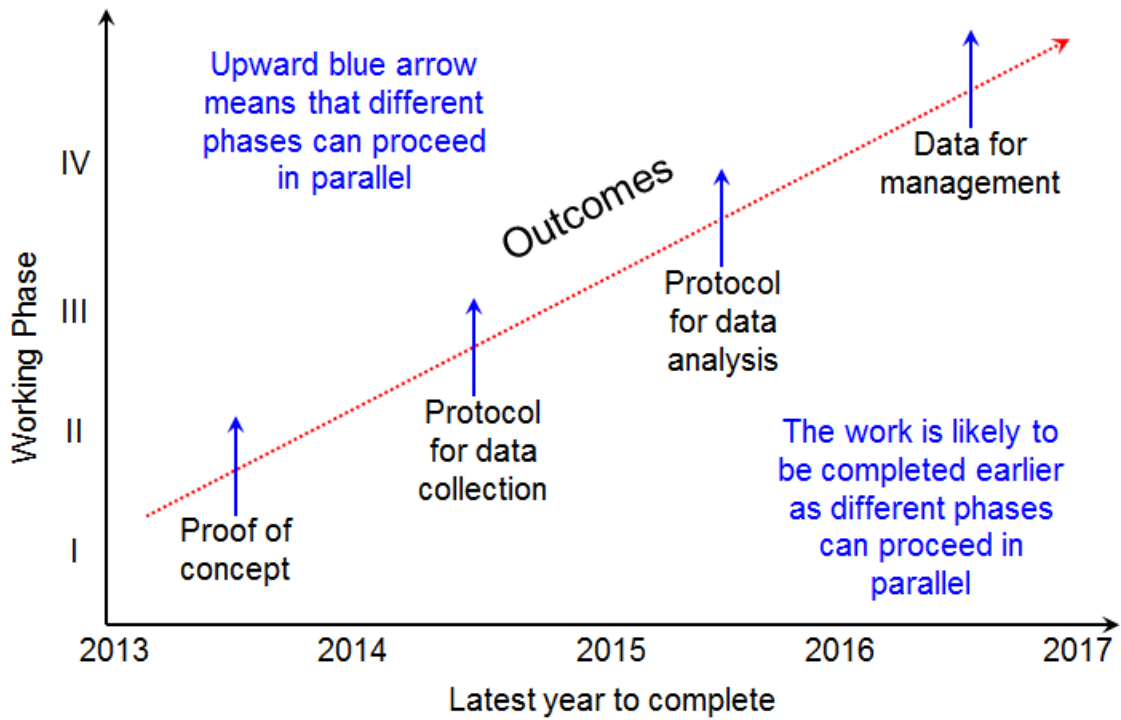 Upward blue arrow
means that different
phases can proceed
in parallel
Outcomes
Data for
management
Protocol
for data
analysis
Protocol
for data
collection
Proof of
concept
The work is likely to
be completed earlier
as different phases
can proceed in
parallel
Working Phase
IV
III
II
I
2013 2014 2015 2016 2017
Latest year to complete